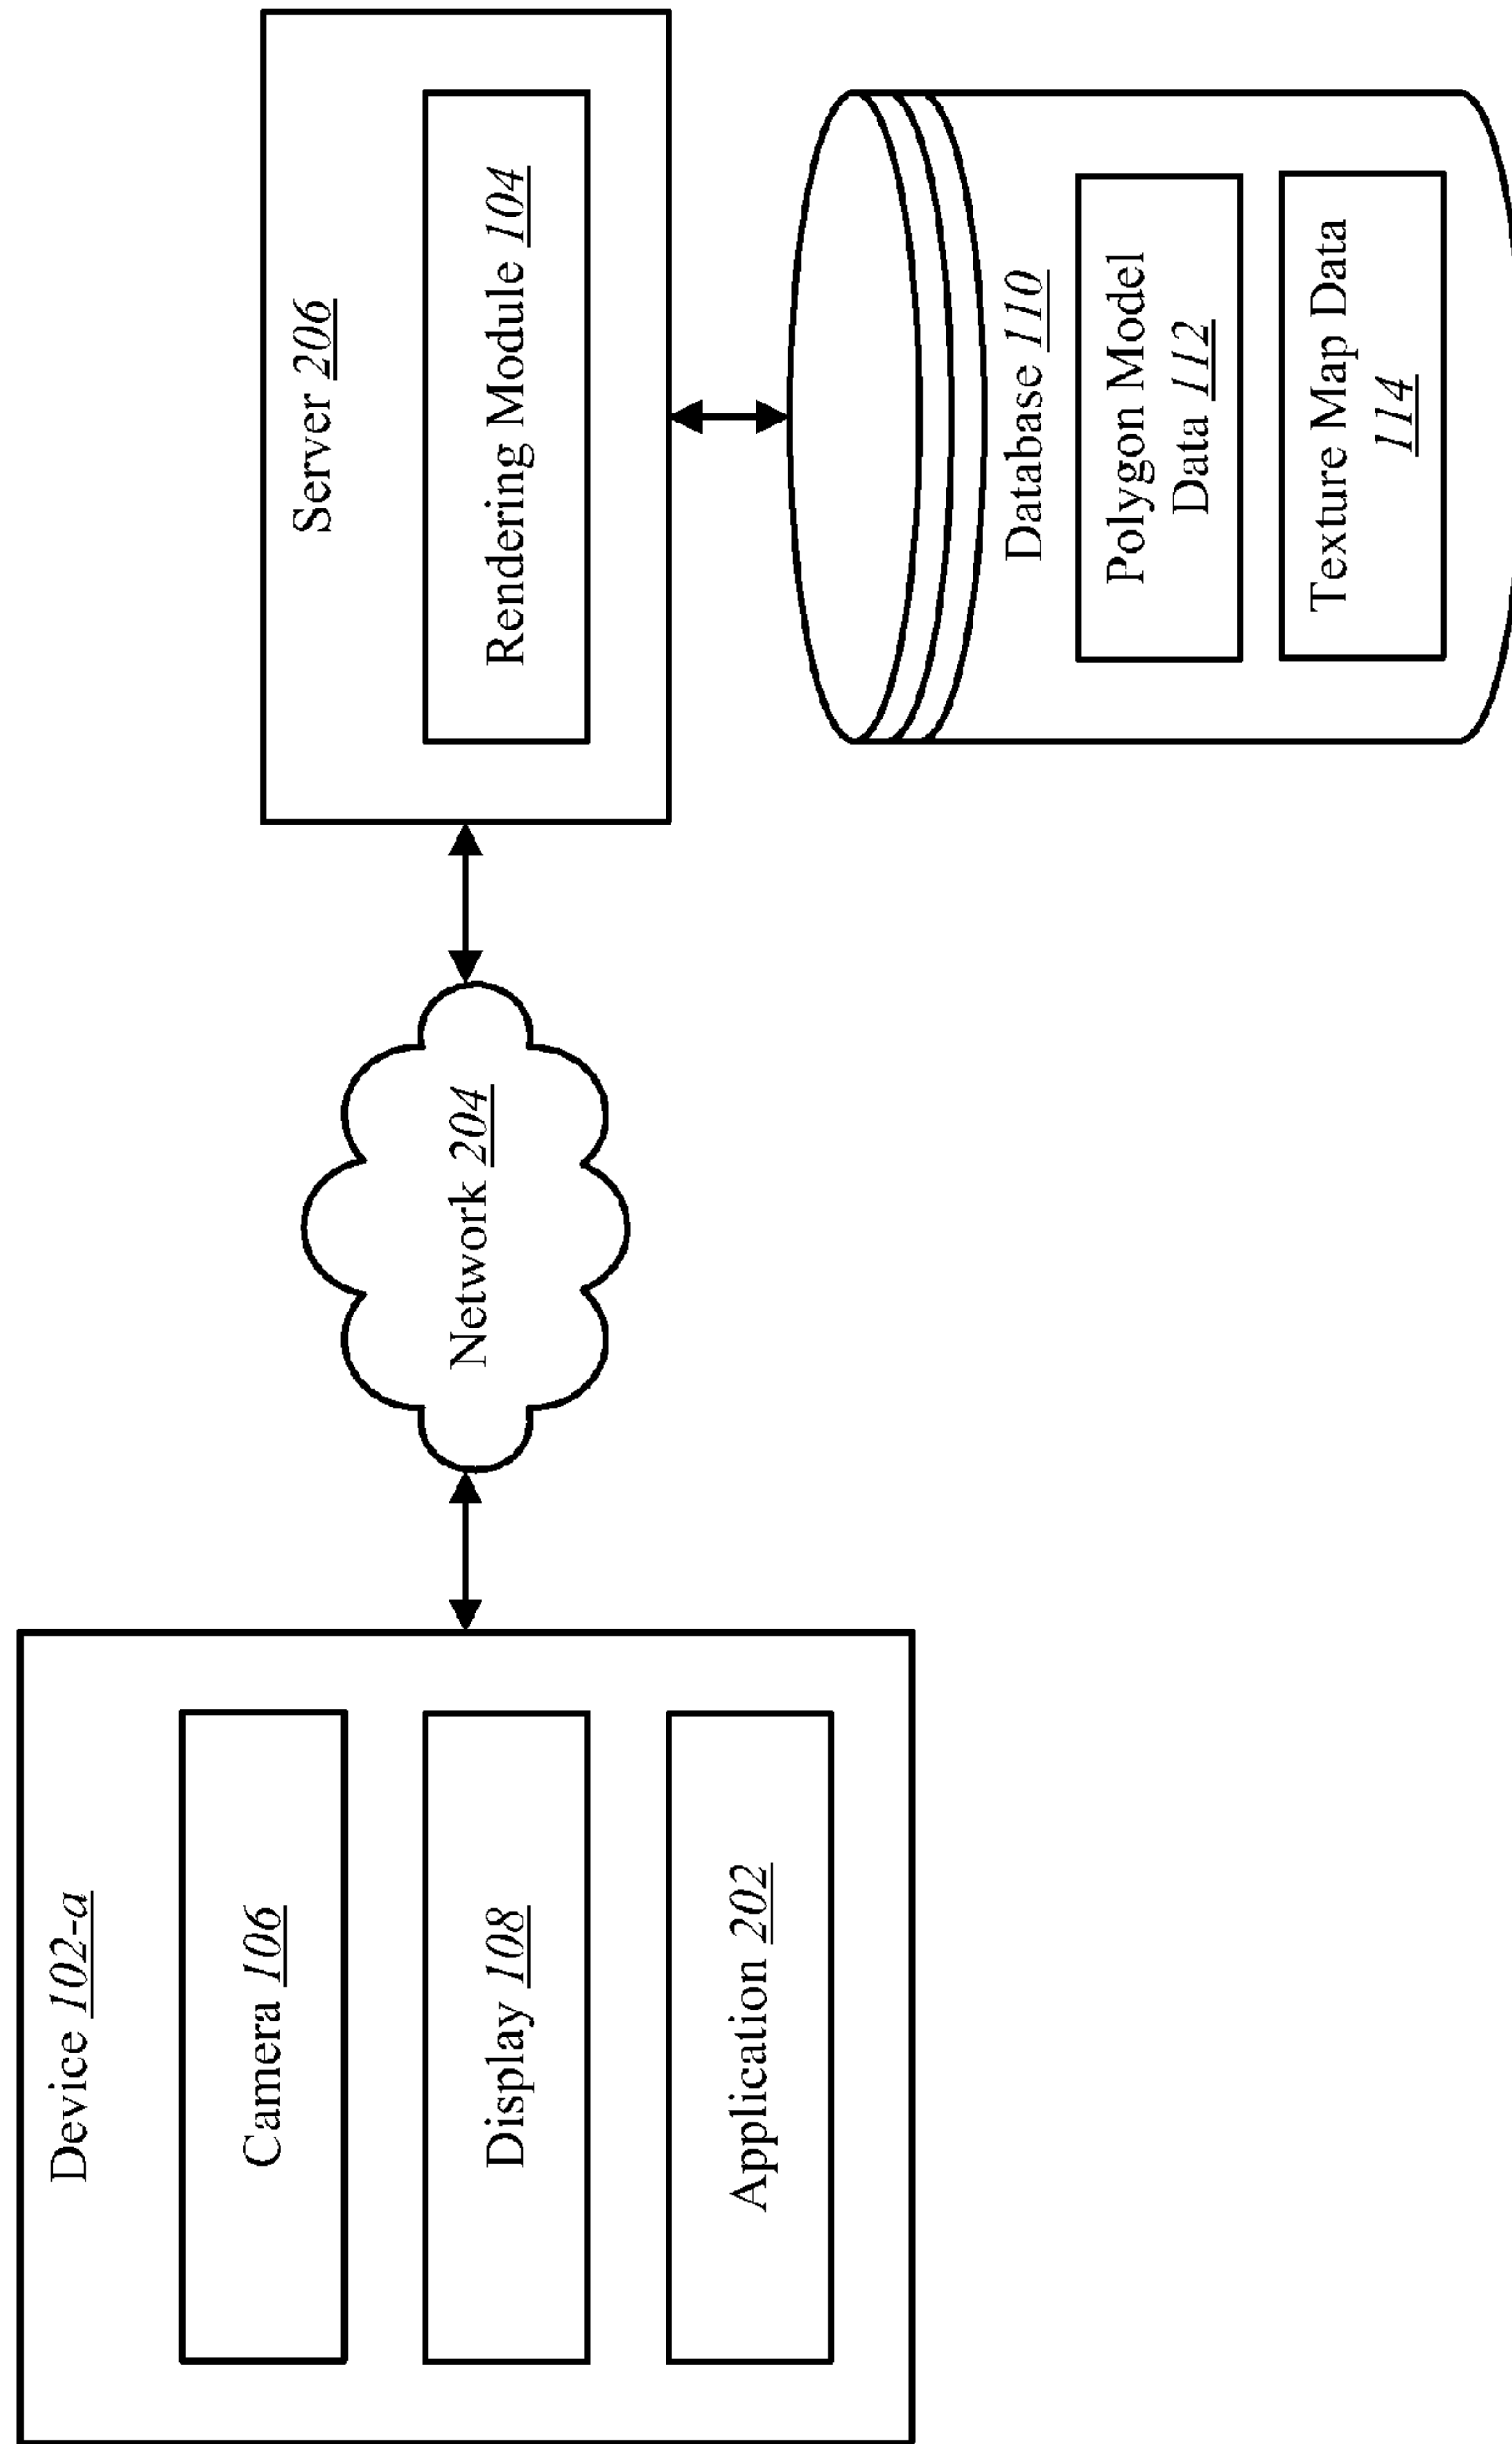 Device 102-a
Camera 106
Display 108
Application 202
Network 204
Server 206
Rendering Module 104
Database 110
Polygon Model
Data 112
Texture Map Data
114